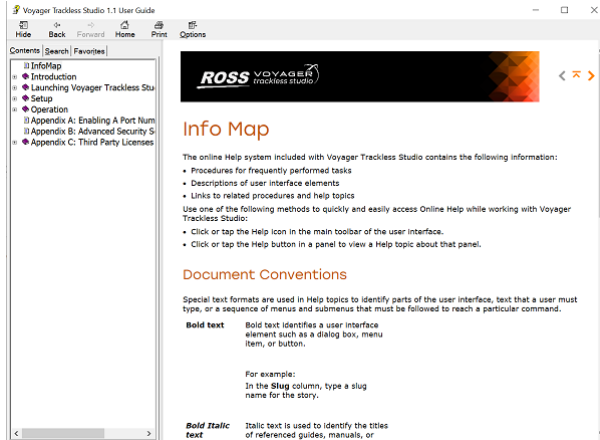 Voyager Trackless Studio 1.1 User Guide
Hide Back Forward Home Print Options
Contents Search Favorites
InfoMap
Introduction
Launching Voyager Trackless Stu
Setup
Operation
Appendix A: Enabling A Port Num
Appendix B: Advanced Security S
Appendix C: Third Party Licenses
ROSS VOYAGER
trackless studio
Info Map
The online Help system included with Voyager Trackless Studio contains the following information:
• Procedures for frequently performed tasks
• Descriptions of user interface elements
• Links to related procedures and help topics
Use one of the following methods to quickly and easily access Online Help while working with Voyager
Trackless Studio:
• Click or tap the Help icon in the main toolbar of the user interface.
• Click or tap the Help button in a panel to view a Help topic about that panel.
Document Conventions
Special text formats are used in Help topics to identify parts of the user interface, text that a user must
type, or a sequence of menus and submenus that must be followed to reach a particular command.
Bold text Bold text identifies a user interface
element such as a dialog box, menu
item, or button.
For example:
In the Slug column, type a slug
name for the story.
Bold Italic Italic text is used to identify the titles
text of referenced guides, manuals, or